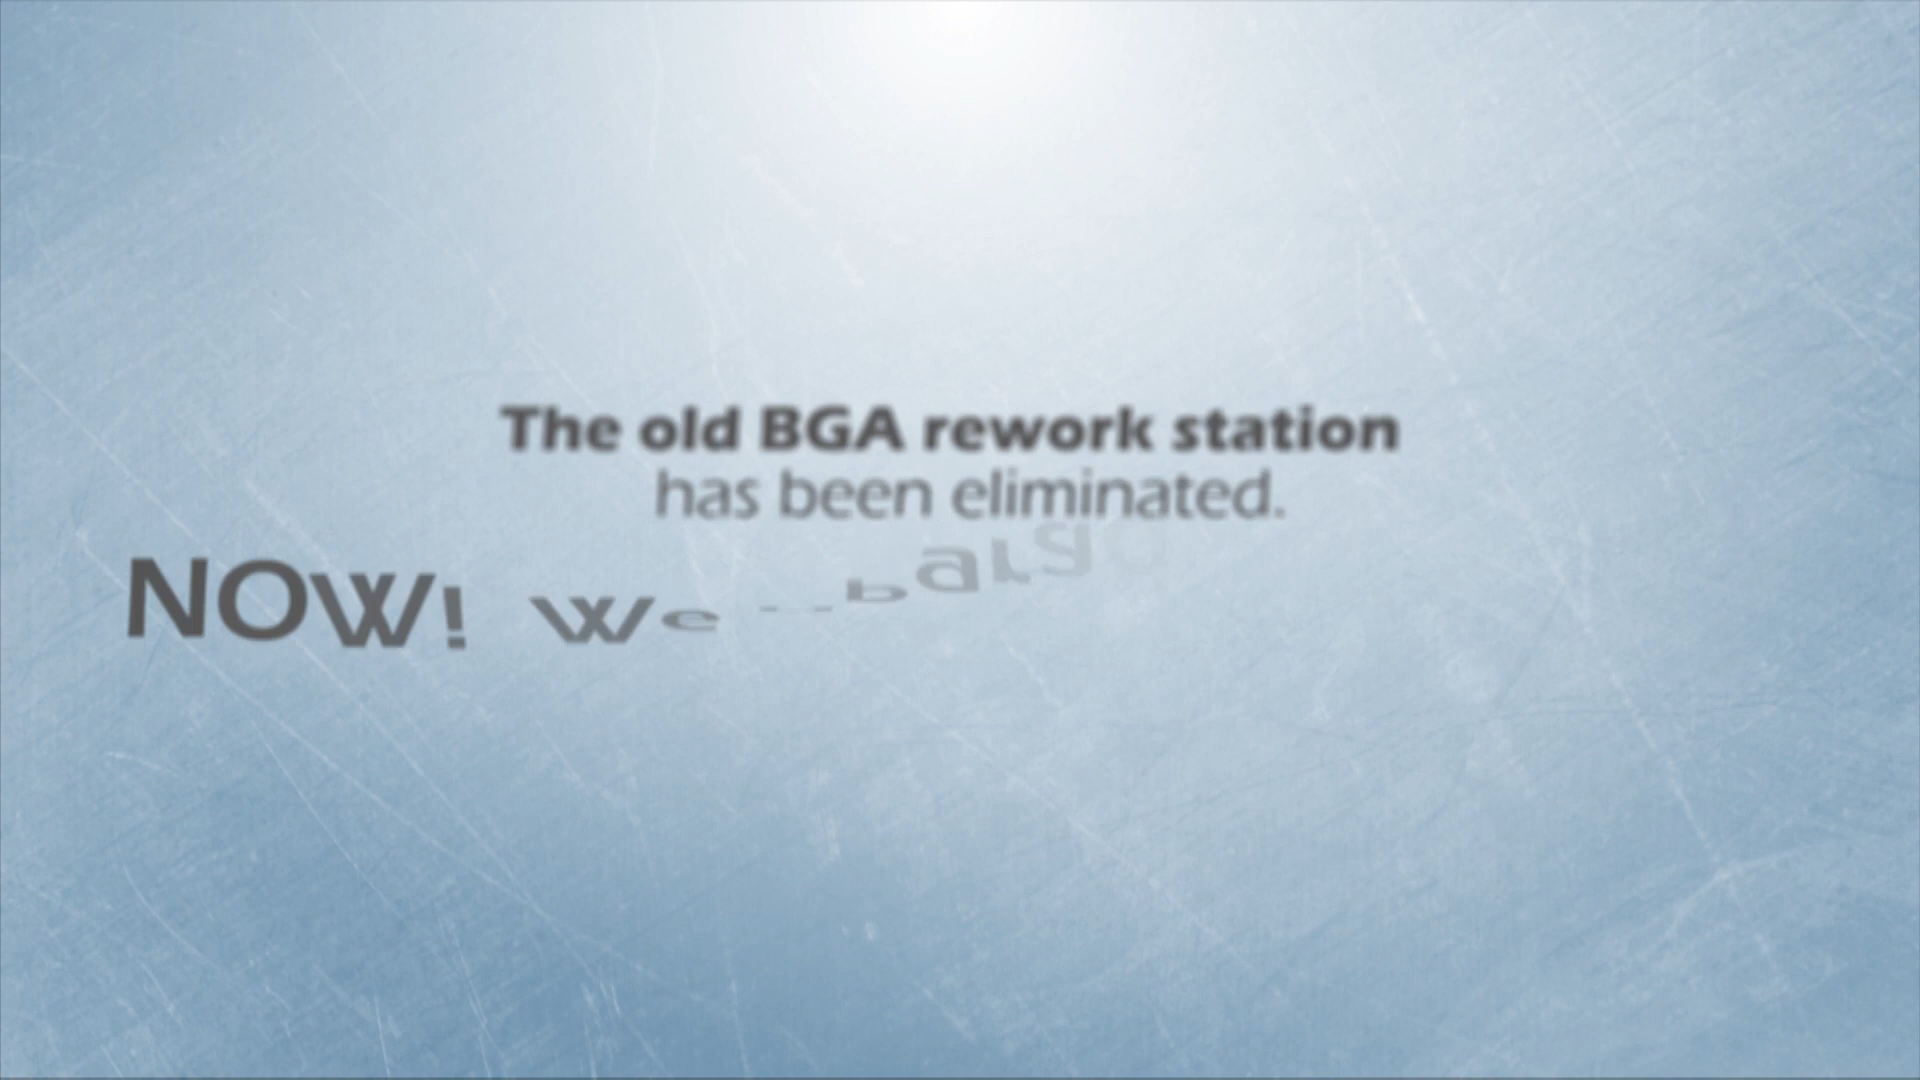 The old BGA rework station
has been eliminated.
NOW! We